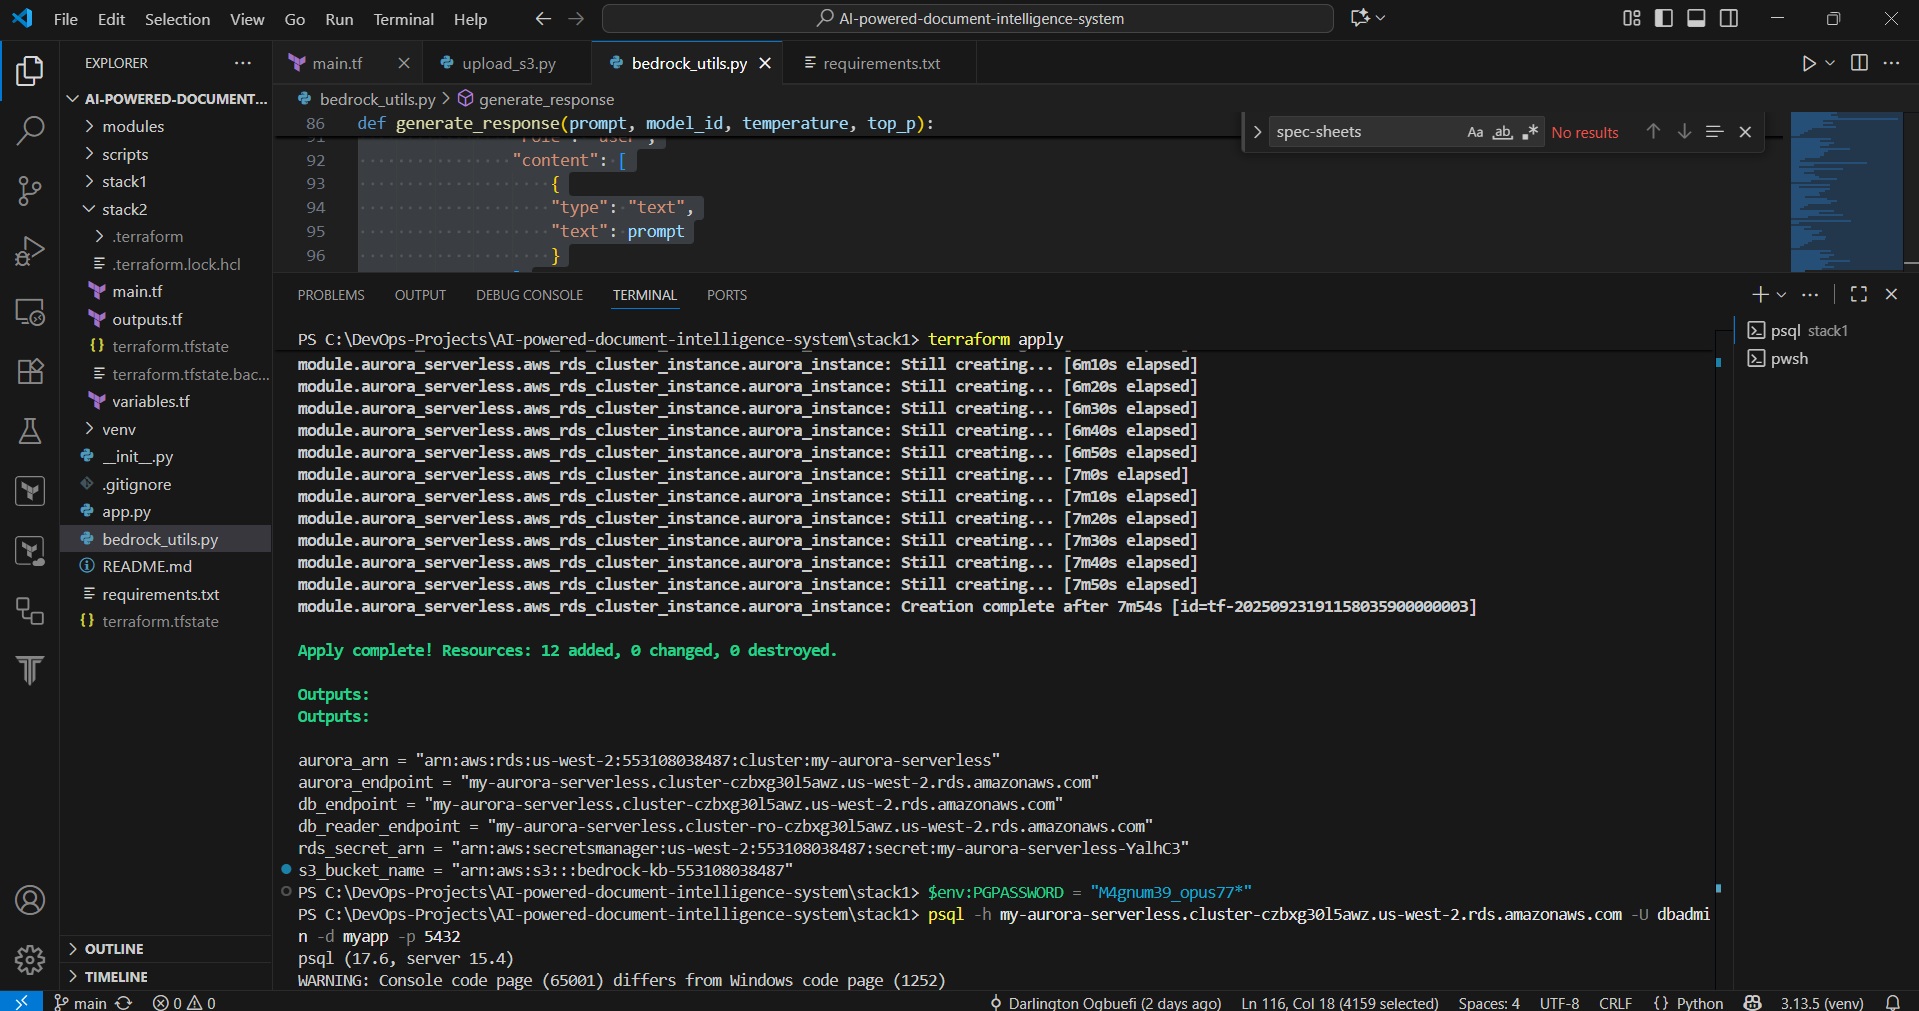 File Edit Selection View Go Run Terminal Help
AI-powered-document-intelligence-system
EXPLORER
main.tf
upload_s3.py
bedrock_utils.py
requirements.txt
AI-POWERED-DOCUMENT...
modules
scripts
stack1
stack2
.terraform
.terraform.lock.hcl
main.tf
outputs.tf
terraform.tfstate
terraform.tfstate.bac...
variables.tf
venv
__init__.py
.gitignore
app.py
bedrock_utils.py
README.md
requirements.txt
terraform.tfstate
OUTLINE
TIMELINE
bedrock_utils.py > generate_response
86 def generate_response(prompt, model_id, temperature, top_p):
91 "role": "user",
92 "content": [
93 {
94 "type": "text",
95 "text": prompt
96 }
spec-sheets
Aa ab .* No results
PROBLEMS OUTPUT DEBUG CONSOLE TERMINAL PORTS
psql stack1
pwsh
PS C:\DevOps-Projects\AI-powered-document-intelligence-system\stack1> terraform apply
module.aurora_serverless.aws_rds_cluster_instance.aurora_instance: Still creating... [6m10s elapsed]
module.aurora_serverless.aws_rds_cluster_instance.aurora_instance: Still creating... [6m20s elapsed]
module.aurora_serverless.aws_rds_cluster_instance.aurora_instance: Still creating... [6m30s elapsed]
module.aurora_serverless.aws_rds_cluster_instance.aurora_instance: Still creating... [6m40s elapsed]
module.aurora_serverless.aws_rds_cluster_instance.aurora_instance: Still creating... [6m50s elapsed]
module.aurora_serverless.aws_rds_cluster_instance.aurora_instance: Still creating... [7m0s elapsed]
module.aurora_serverless.aws_rds_cluster_instance.aurora_instance: Still creating... [7m10s elapsed]
module.aurora_serverless.aws_rds_cluster_instance.aurora_instance: Still creating... [7m20s elapsed]
module.aurora_serverless.aws_rds_cluster_instance.aurora_instance: Still creating... [7m30s elapsed]
module.aurora_serverless.aws_rds_cluster_instance.aurora_instance: Still creating... [7m40s elapsed]
module.aurora_serverless.aws_rds_cluster_instance.aurora_instance: Still creating... [7m50s elapsed]
module.aurora_serverless.aws_rds_cluster_instance.aurora_instance: Creation complete after 7m54s [id=tf-20250923191158035900000003]
Apply complete! Resources: 12 added, 0 changed, 0 destroyed.
Outputs:
Outputs:
aurora_arn = "arn:aws:rds:us-west-2:553108038487:cluster:my-aurora-serverless"
aurora_endpoint = "my-aurora-serverless.cluster-czbxg30l5awz.us-west-2.rds.amazonaws.com"
db_endpoint = "my-aurora-serverless.cluster-czbxg30l5awz.us-west-2.rds.amazonaws.com"
db_reader_endpoint = "my-aurora-serverless.cluster-ro-czbxg30l5awz.us-west-2.rds.amazonaws.com"
rds_secret_arn = "arn:aws:secretsmanager:us-west-2:553108038487:secret:my-aurora-serverless-YalhC3"
s3_bucket_name = "arn:aws:s3:::bedrock-kb-553108038487"
PS C:\DevOps-Projects\AI-powered-document-intelligence-system\stack1> $env:PGPASSWORD = "M4gnum39_opus77*"
PS C:\DevOps-Projects\AI-powered-document-intelligence-system\stack1> psql -h my-aurora-serverless.cluster-czbxg30l5awz.us-west-2.rds.amazonaws.com -U dbadmi
n -d myapp -p 5432
psql (17.6, server 15.4)
WARNING: Console code page (65001) differs from Windows code page (1252)
main 0 0 Darlington Ogbuefi (2 days ago) Ln 116, Col 18 (4159 selected) Spaces: 4 UTF-8 CRLF {} Python 3.13.5 (venv)